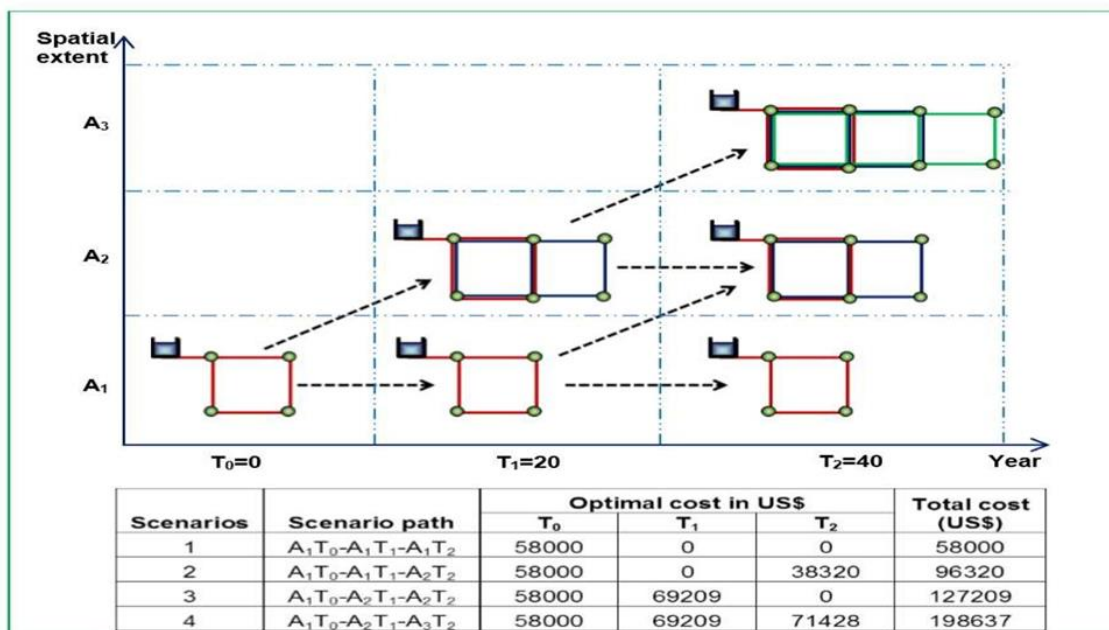 Spatial
extent
A₃
A₂
A₁
T₀=0 T₁=20 T₂=40 Year
Scenarios Scenario path Optimal cost in US$ Total cost (US$)
T₀ T₁ T₂
1 A₁T₀-A₁T₁-A₁T₂ 58000 0 0 58000
2 A₁T₀-A₁T₁-A₂T₂ 58000 0 38320 96320
3 A₁T₀-A₂T₁-A₂T₂ 58000 69209 0 127209
4 A₁T₀-A₂T₁-A₃T₂ 58000 69209 71428 198637